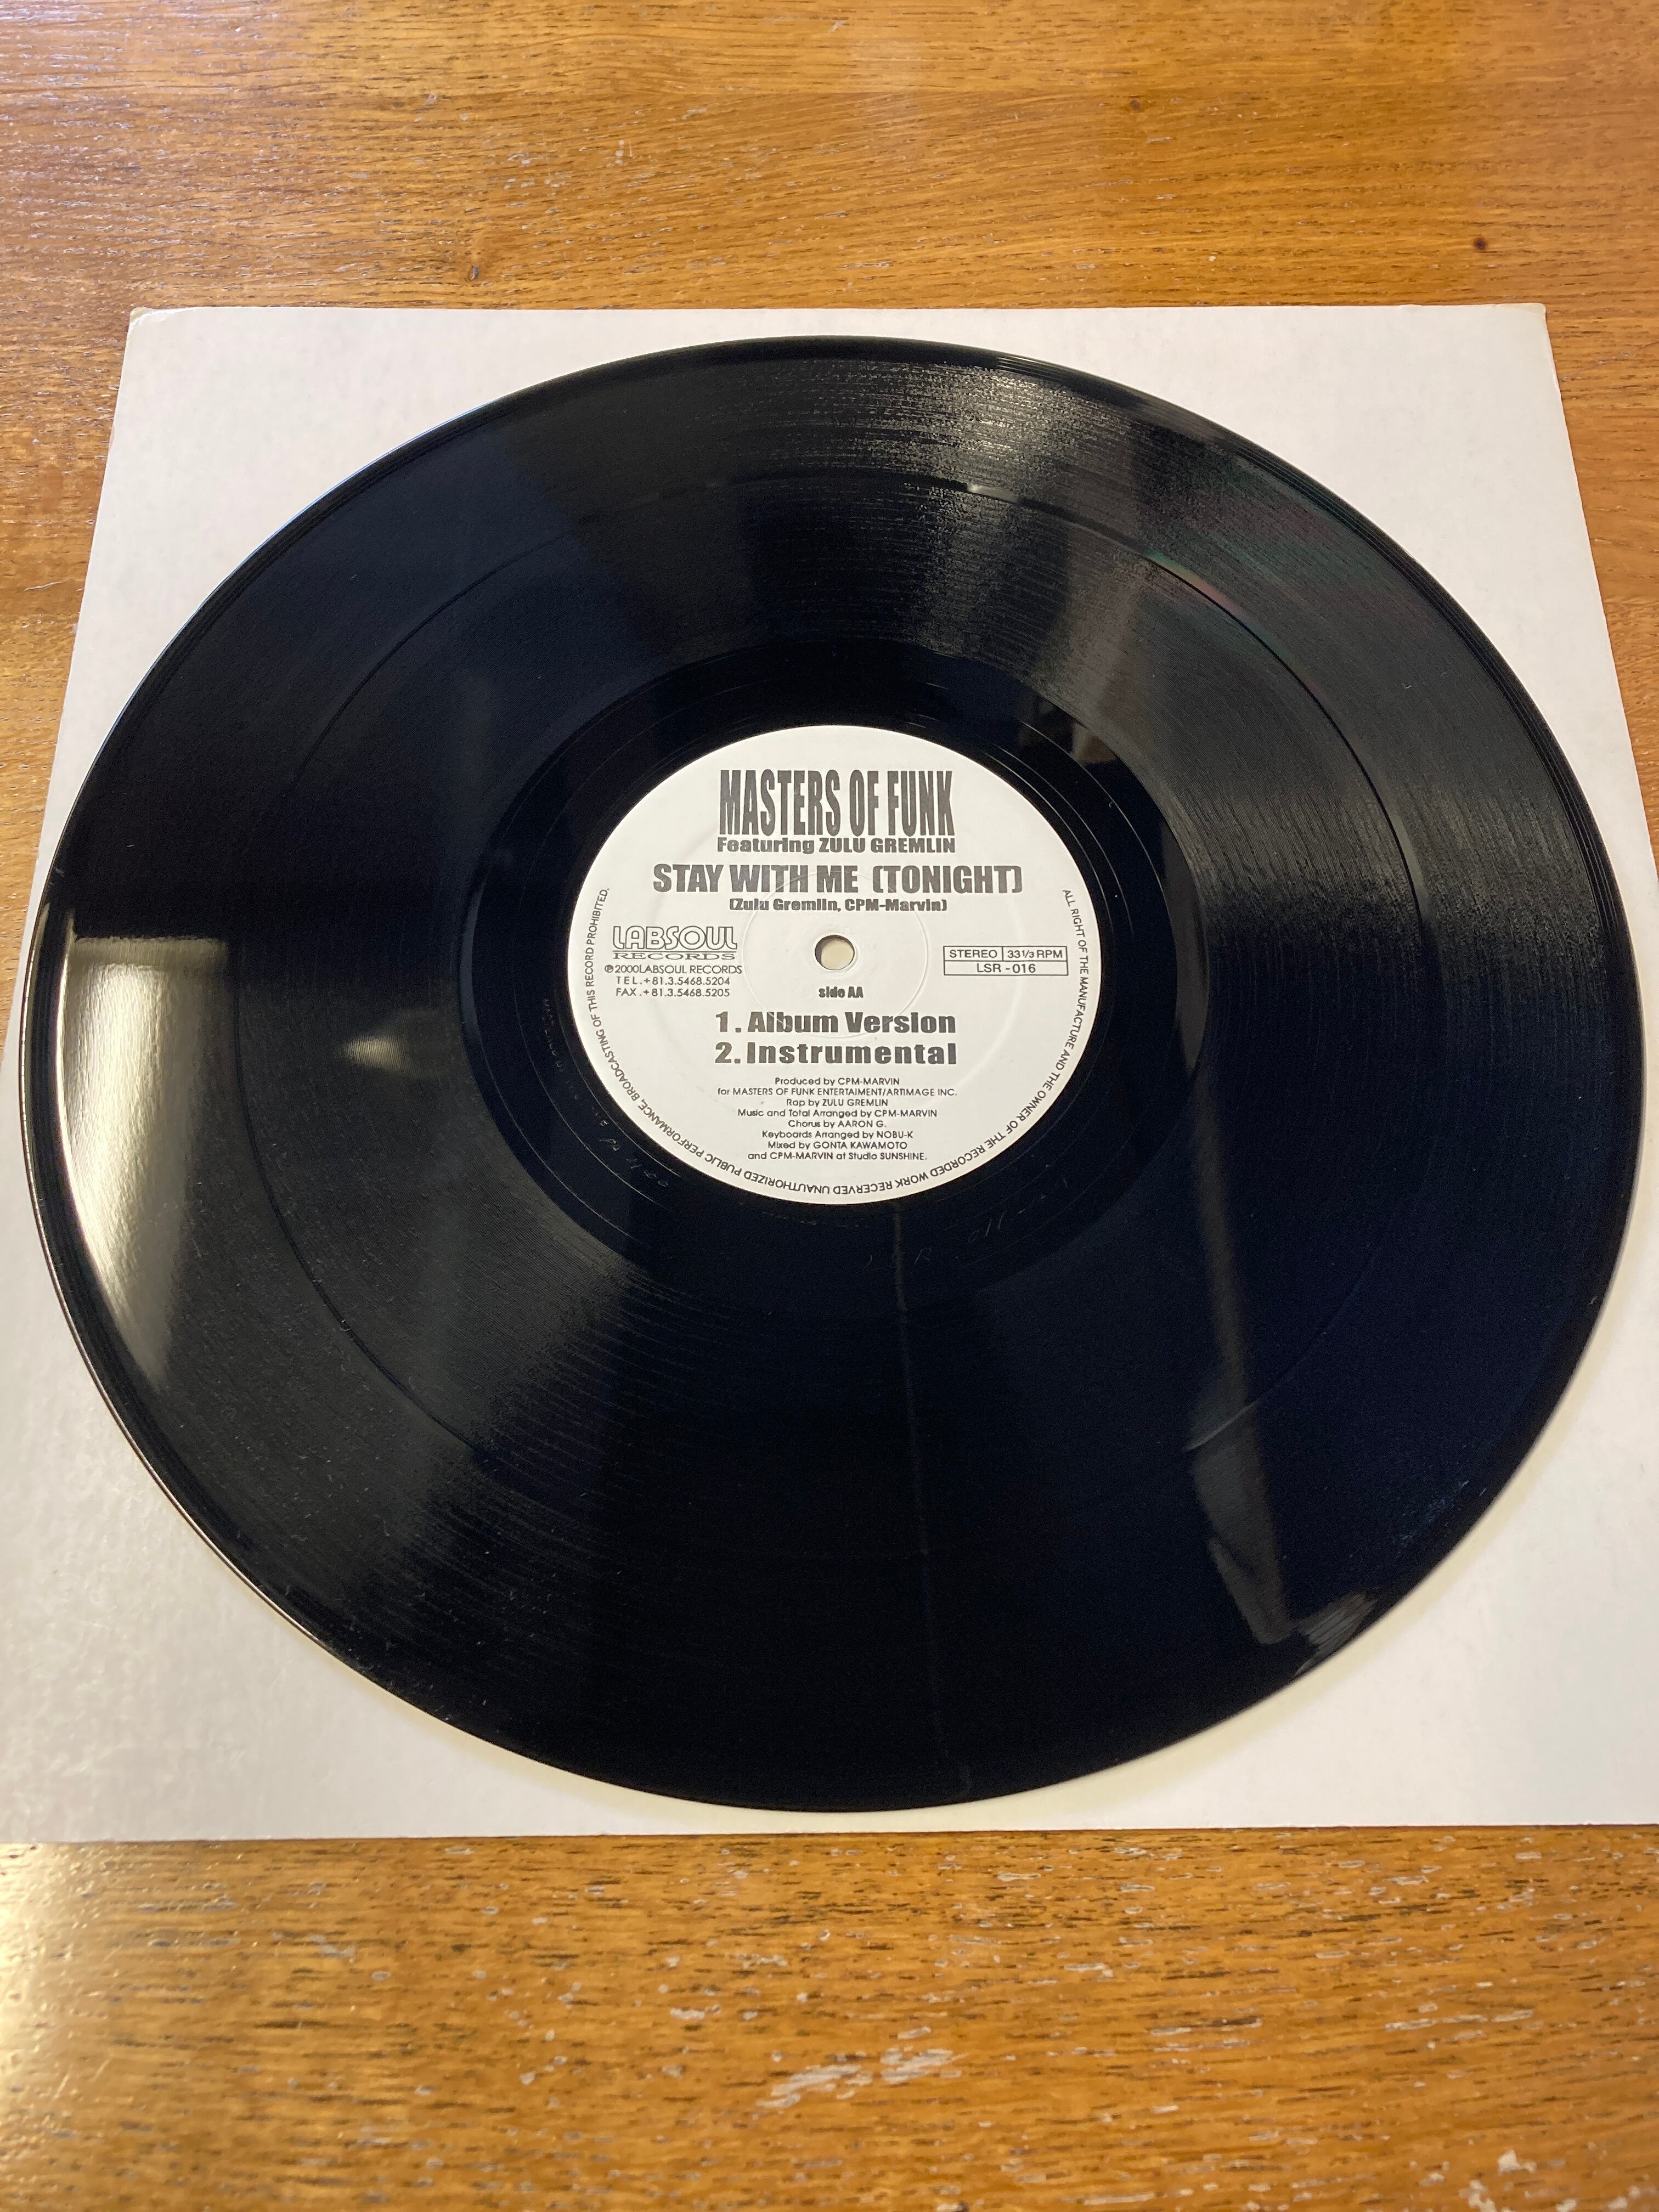 MASTERS OF FUNK
Featuring ZULU GREMLIN
STAY WITH ME (TONIGHT)
(Zulu Gremlin, CPM-Marvin)
LABSOUL
RECORDS
℗2000LABSOUL RECORDS
TEL.+81.3.5468.5204
FAX.+81.3.5468.5205
STEREO 33 1/3 RPM
LSR-016
side AA
1. Album Version
2. Instrumental
Produced by CPM-MARVIN
for MASTERS OF FUNK ENTERTAIMENT/ARTIMAGE INC.
Rap by ZULU GREMLIN
Music and Total Arranged by CPM-MARVIN
Chorus by AARON G.
Keyboards Arranged by NOBU-K
Mixed by GONTA KAWAMOTO
and CPM-MARVIN at Studio SUNSHINE.
ALL RIGHT OF THE MANUFACTURE AND THE OWNER OF THE RECORDED WORK RECERVED UNAUTHORIZED PUBLIC PERFORMANCE, BROADCASTING OF THIS RECORD PROHIBITED.